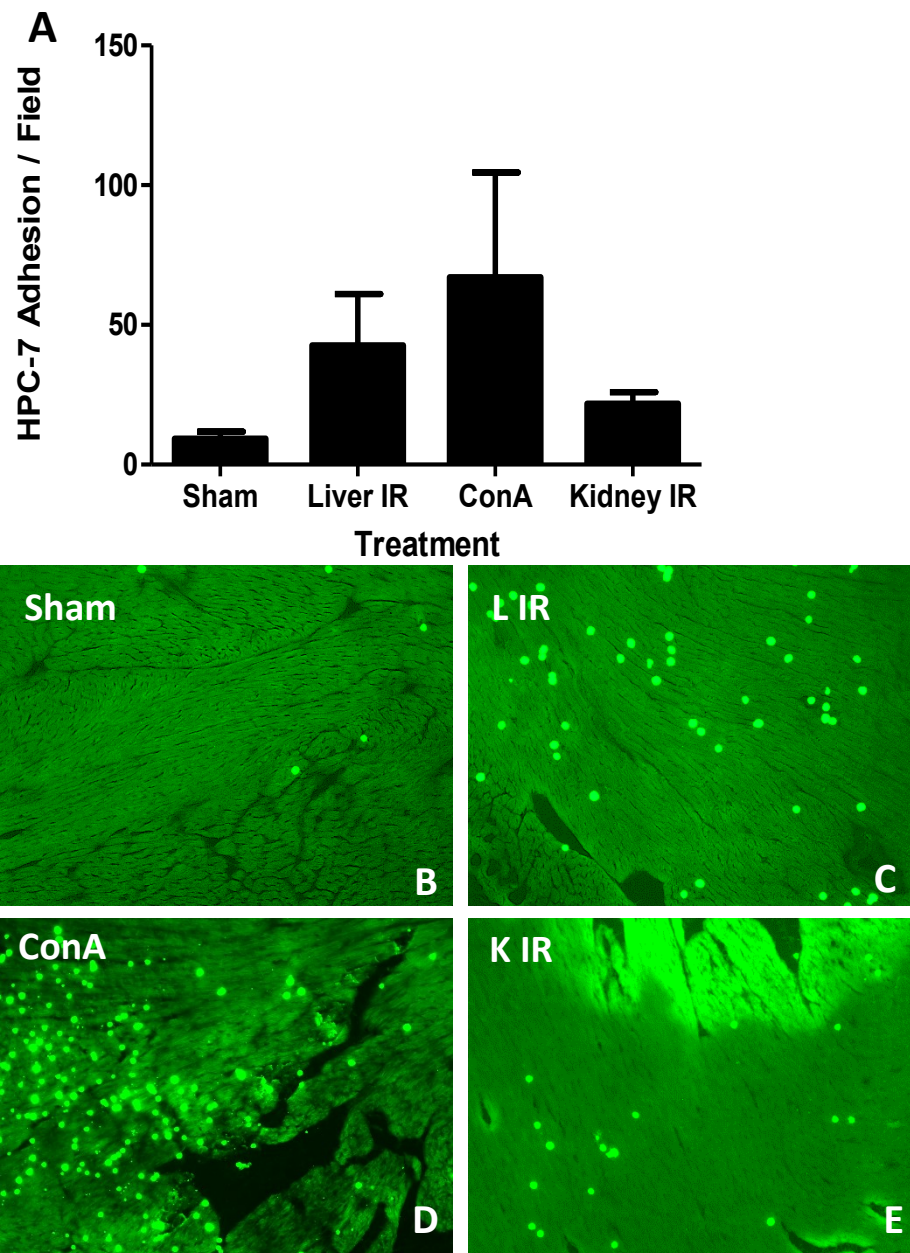 A
150
100
50
0
HPC-7 Adhesion / Field
Sham Liver IR ConA Kidney IR
Treatment
Sham
B
L IR
C
ConA
D
K IR
E